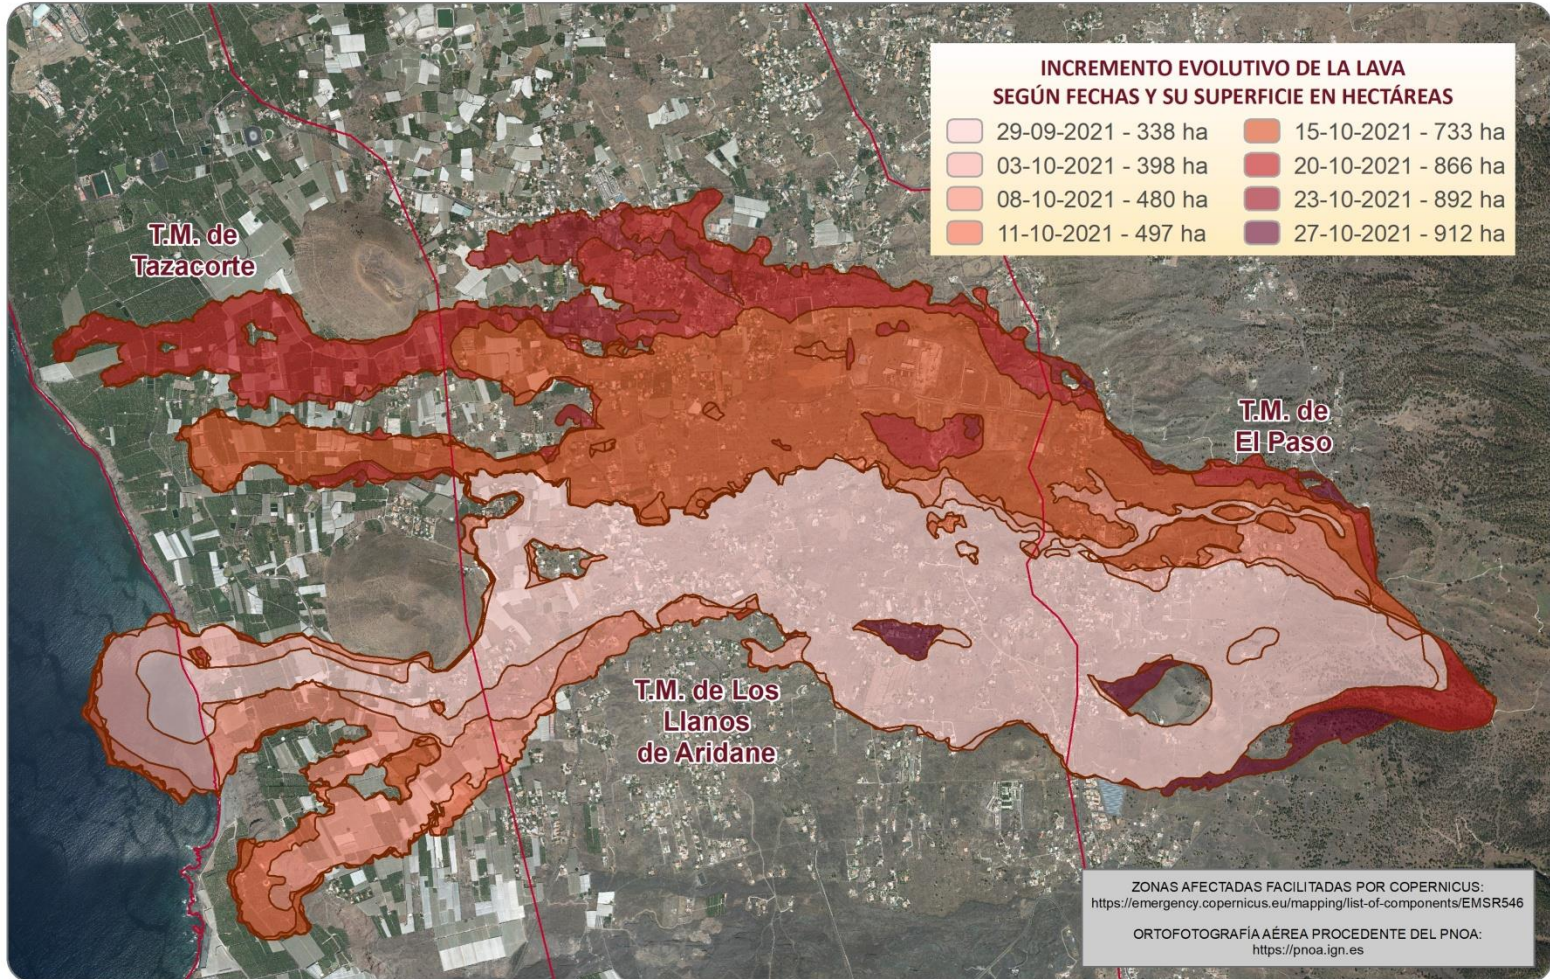 INCREMENTO EVOLUTIVO DE LA LAVA
SEGÚN FECHAS Y SU SUPERFICIE EN HECTÁREAS
29-09-2021 - 338 ha
03-10-2021 - 398 ha
08-10-2021 - 480 ha
11-10-2021 - 497 ha
15-10-2021 - 733 ha
20-10-2021 - 866 ha
23-10-2021 - 892 ha
27-10-2021 - 912 ha
T.M. de
Tazacorte
T.M. de
El Paso
T.M. de Los
Llanos
de Aridane
ZONAS AFECTADAS FACILITADAS POR COPERNICUS:
https://emergency.copernicus.eu/mapping/list-of-components/EMSR546
ORTOFOTOGRAFÍA AÉREA PROCEDENTE DEL PNOA:
https://pnoa.ign.es